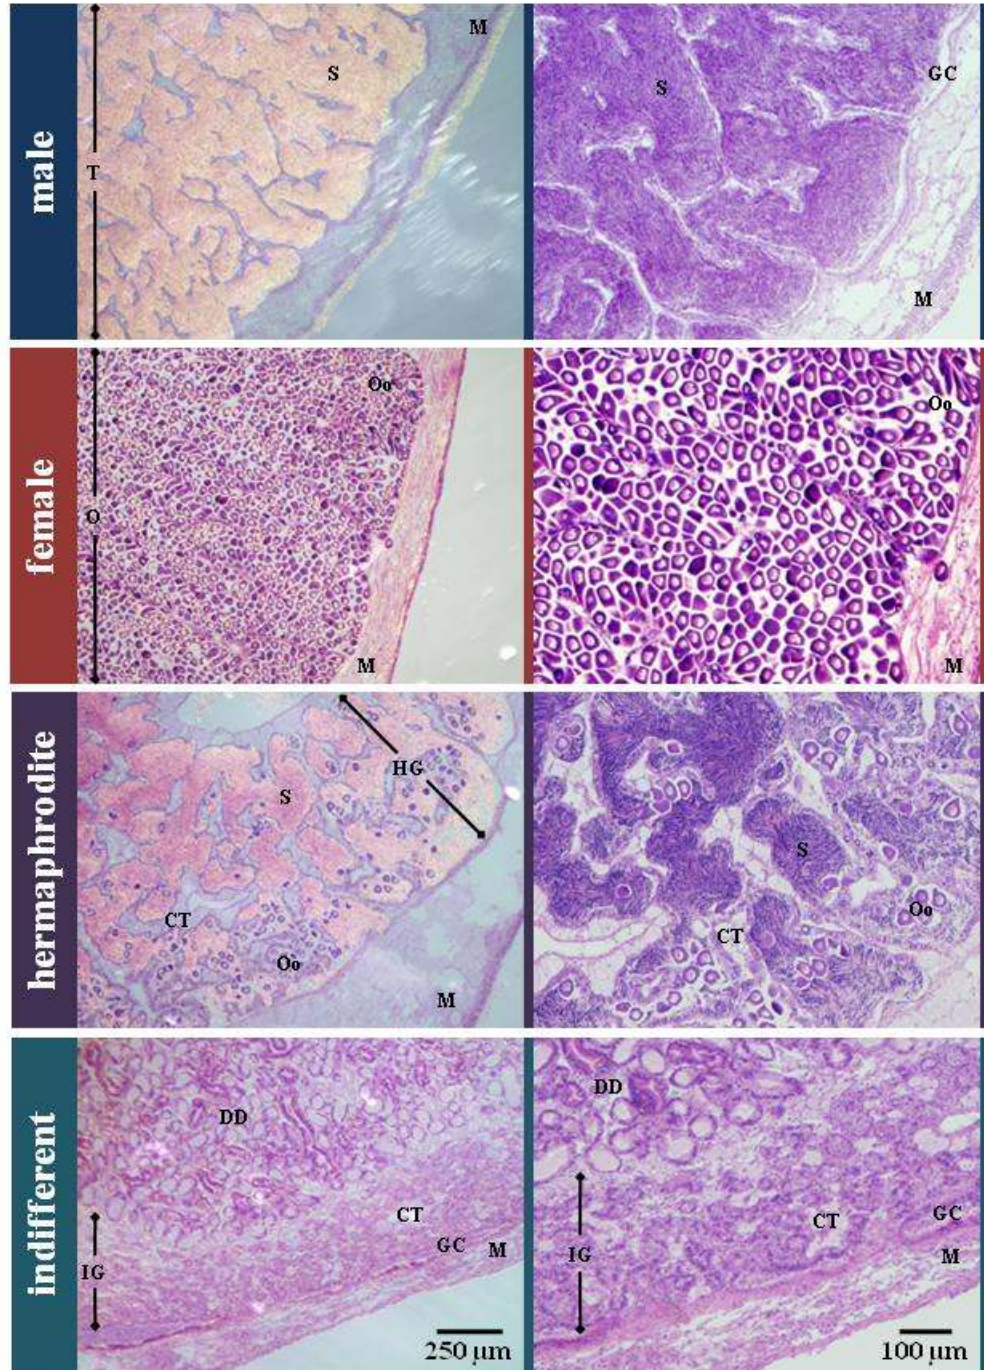 male
T
S
M
S
GC
M
female
O
Oo
M
Oo
M
hermaphrodite
HG
S
CT
Oo
M
S
Oo
CT
indifferent
DD
CT
GC
M
IG
250 μm
DD
CT
GC
M
IG
100 μm